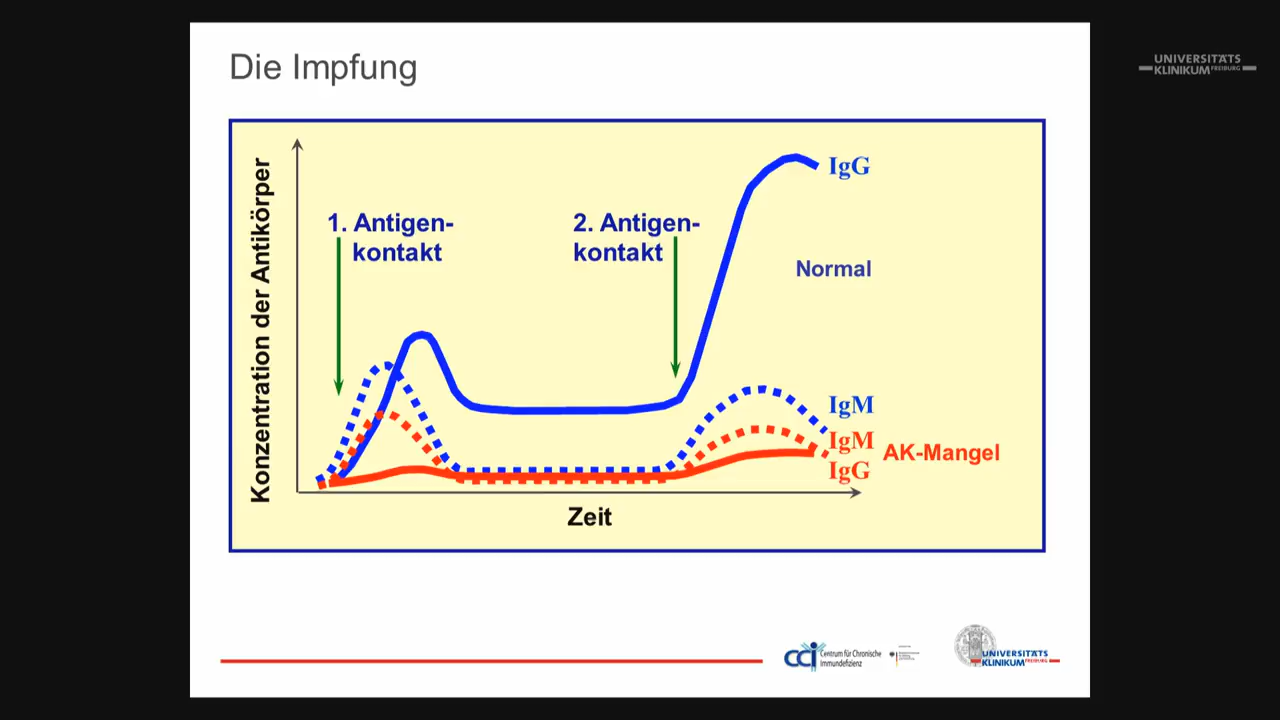 Die Impfung
UNIVERSITÄTS
KLINIKUM FREIBURG
Konzentration der Antikörper
1. Antigen-
kontakt
2. Antigen-
kontakt
IgG
Normal
IgM
IgM
AK-Mangel
IgG
Zeit
cci
Centrum für Chronische
Immundefizienz
UNIVERSITÄTS
KLINIKUM FREIBURG